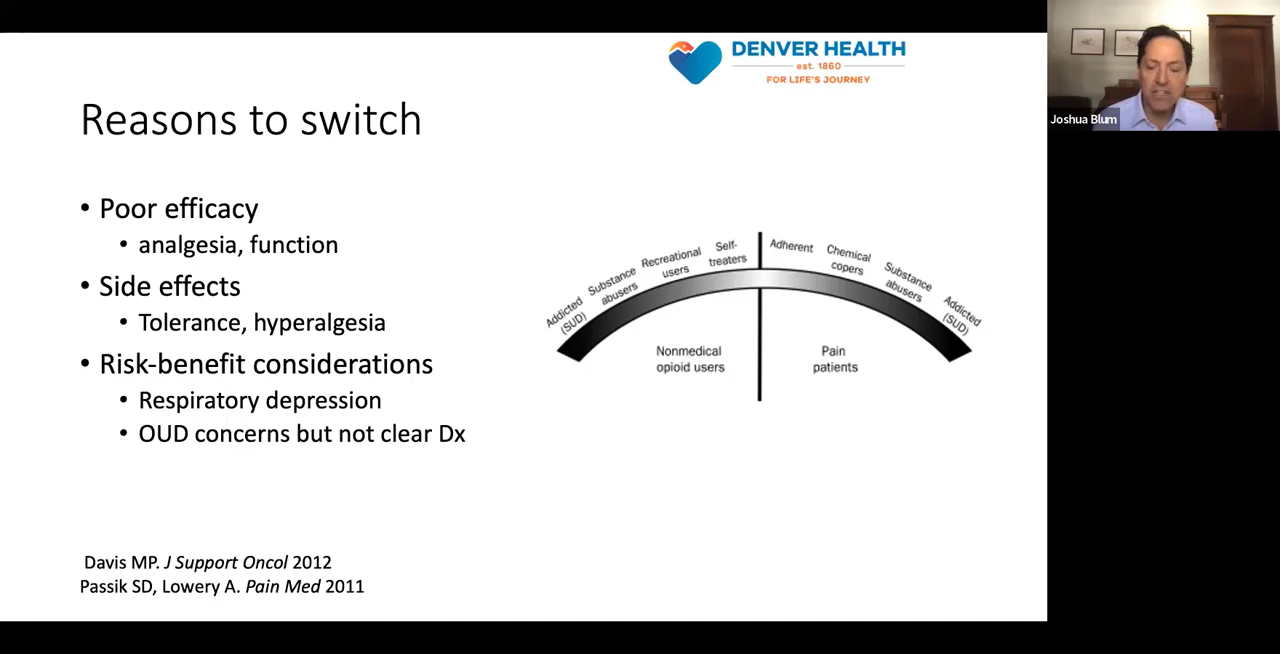 DENVER HEALTH
est. 1860
FOR LIFE'S JOURNEY
Joshua Blum
Reasons to switch
• Poor efficacy
• analgesia, function
• Side effects
• Tolerance, hyperalgesia
• Risk-benefit considerations
• Respiratory depression
• OUD concerns but not clear Dx
Addicted
(SUD)
Substance
abusers
Recreational
users
Self-
treaters
Adherent
Chemical
copers
Substance
abusers
Addicted
(SUD)
Nonmedical
opioid users
Pain
patients
Davis MP. J Support Oncol 2012
Passik SD, Lowery A. Pain Med 2011